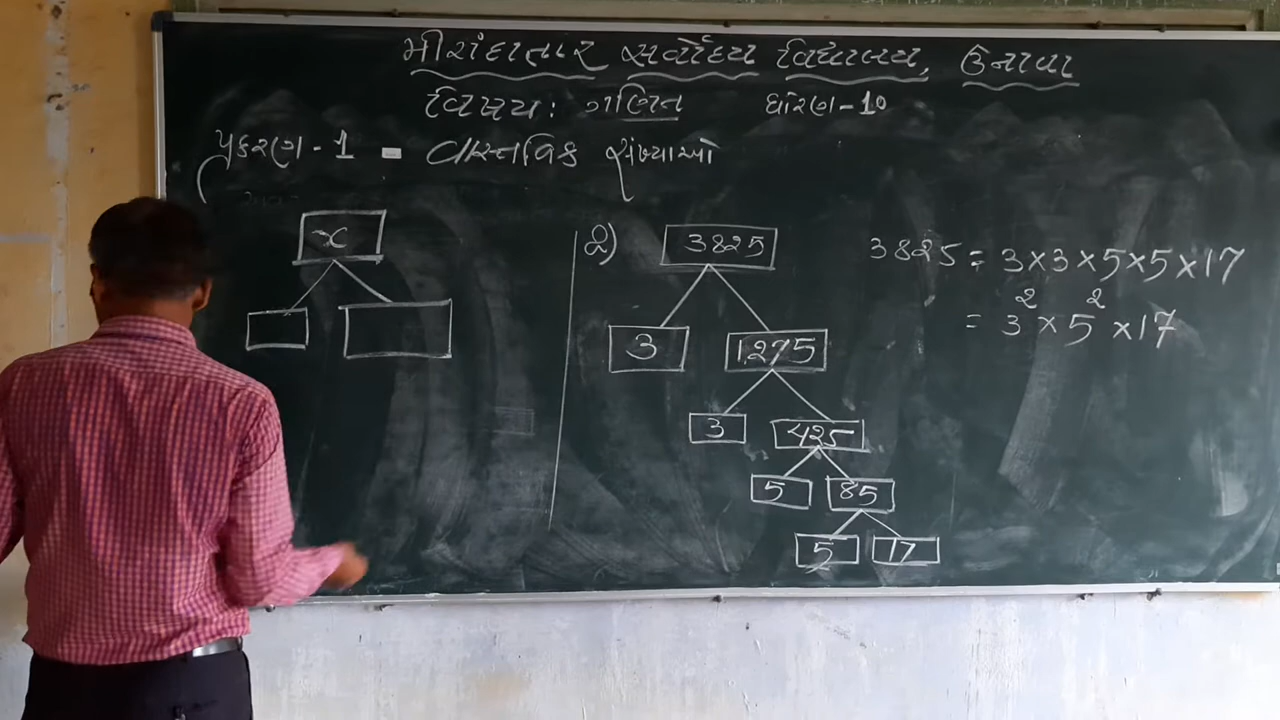 મીરાંદાતાર સર્વોદય વિદ્યાલય, ઉનાવા
વિષય: ગણિત ધોરણ-10
પ્રકરણ-1 - વાસ્તવિક સંખ્યાઓ
x
૨) 3825
3 1275
3 425
5 85
5 17
3825 = 3×3×5×5×17
= 3² × 5² × 17